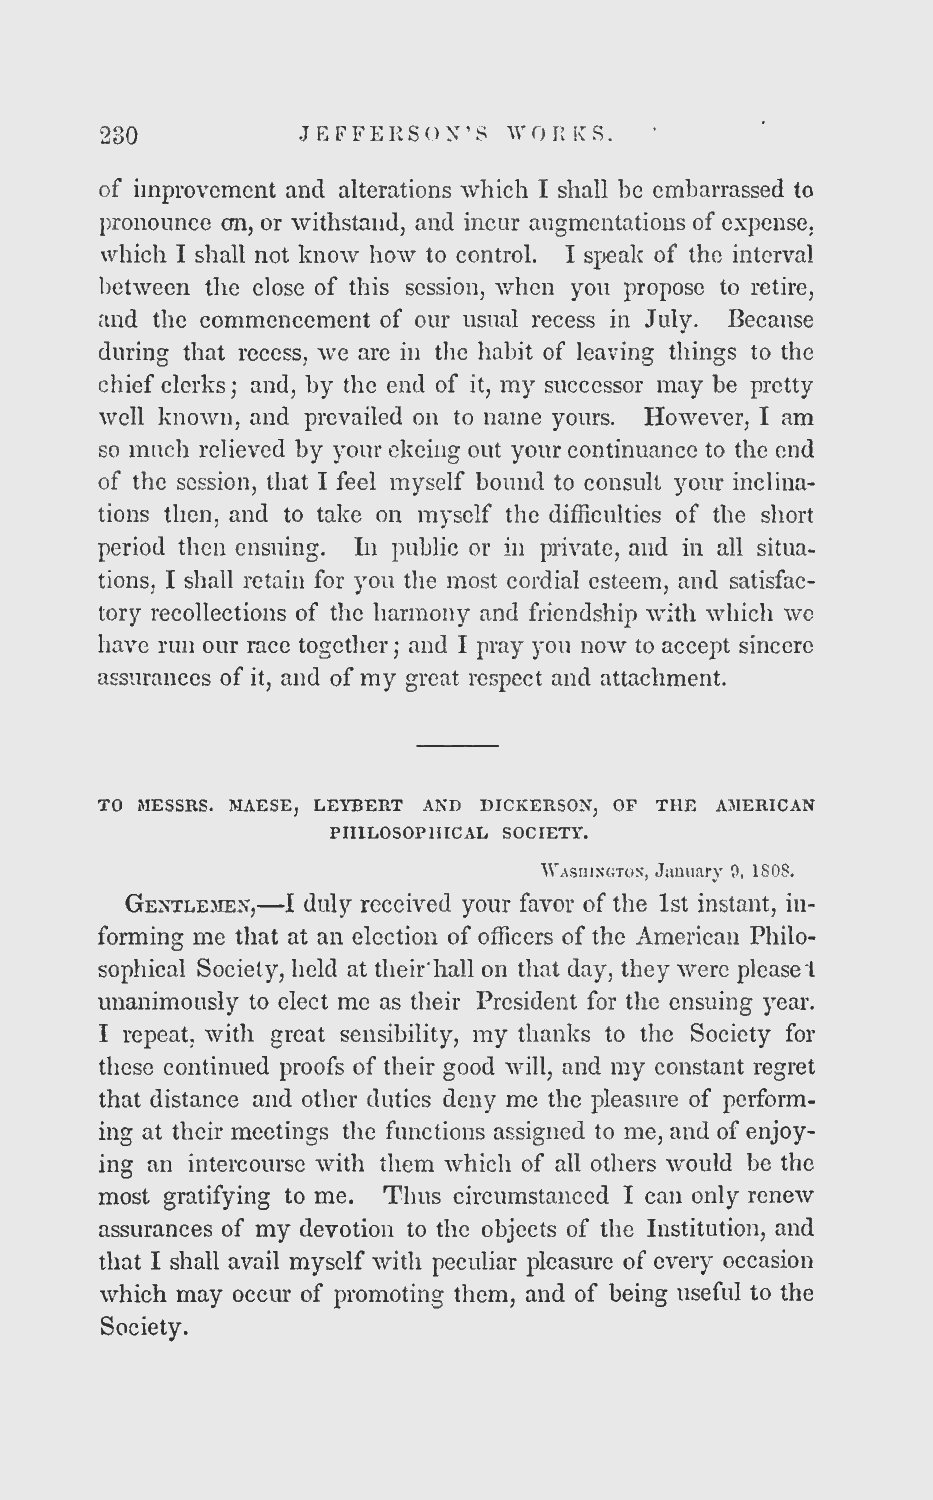 230 JEFFERSON'S WORKS.
of improvement and alterations which I shall be embarrassed to
pronounce on, or withstand, and incur augmentations of expense,
which I shall not know how to control. I speak of the interval
between the close of this session, when you propose to retire,
and the commencement of our usual recess in July. Because
during that recess, we are in the habit of leaving things to the
chief clerks; and, by the end of it, my successor may be pretty
well known, and prevailed on to name yours. However, I am
so much relieved by your ekeing out your continuance to the end
of the session, that I feel myself bound to consult your inclina-
tions then, and to take on myself the difficulties of the short
period then ensuing. In public or in private, and in all situa-
tions, I shall retain for you the most cordial esteem, and satisfac-
tory recollections of the harmony and friendship with which we
have run our race together; and I pray you now to accept sincere
assurances of it, and of my great respect and attachment.
TO MESSRS. MAESE, LEYBERT AND DICKERSON, OF THE AMERICAN
PHILOSOPHICAL SOCIETY.
WASHINGTON, January 9, 1808.
GENTLEMEN,—I duly received your favor of the 1st instant, in-
forming me that at an election of officers of the American Philo-
sophical Society, held at their hall on that day, they were pleased
unanimously to elect me as their President for the ensuing year.
I repeat, with great sensibility, my thanks to the Society for
these continued proofs of their good will, and my constant regret
that distance and other duties deny me the pleasure of perform-
ing at their meetings the functions assigned to me, and of enjoy-
ing an intercourse with them which of all others would be the
most gratifying to me. Thus circumstanced I can only renew
assurances of my devotion to the objects of the Institution, and
that I shall avail myself with peculiar pleasure of every occasion
which may occur of promoting them, and of being useful to the
Society.